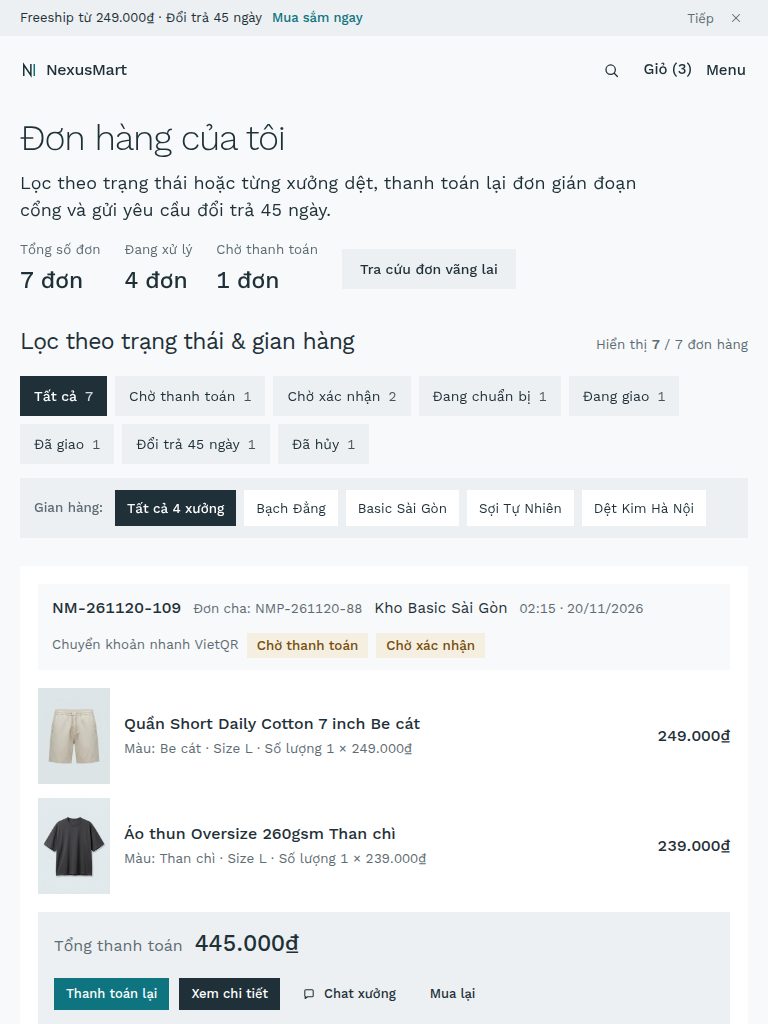 Freeship từ 249.000₫ · Đổi trả 45 ngày Mua sắm ngay Tiếp ×
NexusMart Giỏ (3) Menu
Đơn hàng của tôi
Lọc theo trạng thái hoặc từng xưởng dệt, thanh toán lại đơn gián đoạn
cổng và gửi yêu cầu đổi trả 45 ngày.
Tổng số đơn Đang xử lý Chờ thanh toán
7 đơn 4 đơn 1 đơn Tra cứu đơn vãng lai
Lọc theo trạng thái & gian hàng Hiển thị 7 / 7 đơn hàng
Tất cả 7 Chờ thanh toán 1 Chờ xác nhận 2 Đang chuẩn bị 1 Đang giao 1
Đã giao 1 Đổi trả 45 ngày 1 Đã hủy 1
Gian hàng: Tất cả 4 xưởng Bạch Đằng Basic Sài Gòn Sợi Tự Nhiên Dệt Kim Hà Nội
NM-261120-109 Đơn cha: NMP-261120-88 Kho Basic Sài Gòn 02:15 · 20/11/2026
Chuyển khoản nhanh VietQR Chờ thanh toán Chờ xác nhận
Quần Short Daily Cotton 7 inch Be cát
Màu: Be cát · Size L · Số lượng 1 × 249.000₫ 249.000₫
Áo thun Oversize 260gsm Than chì
Màu: Than chì · Size L · Số lượng 1 × 239.000₫ 239.000₫
Tổng thanh toán 445.000₫
Thanh toán lại Xem chi tiết Chat xưởng Mua lại